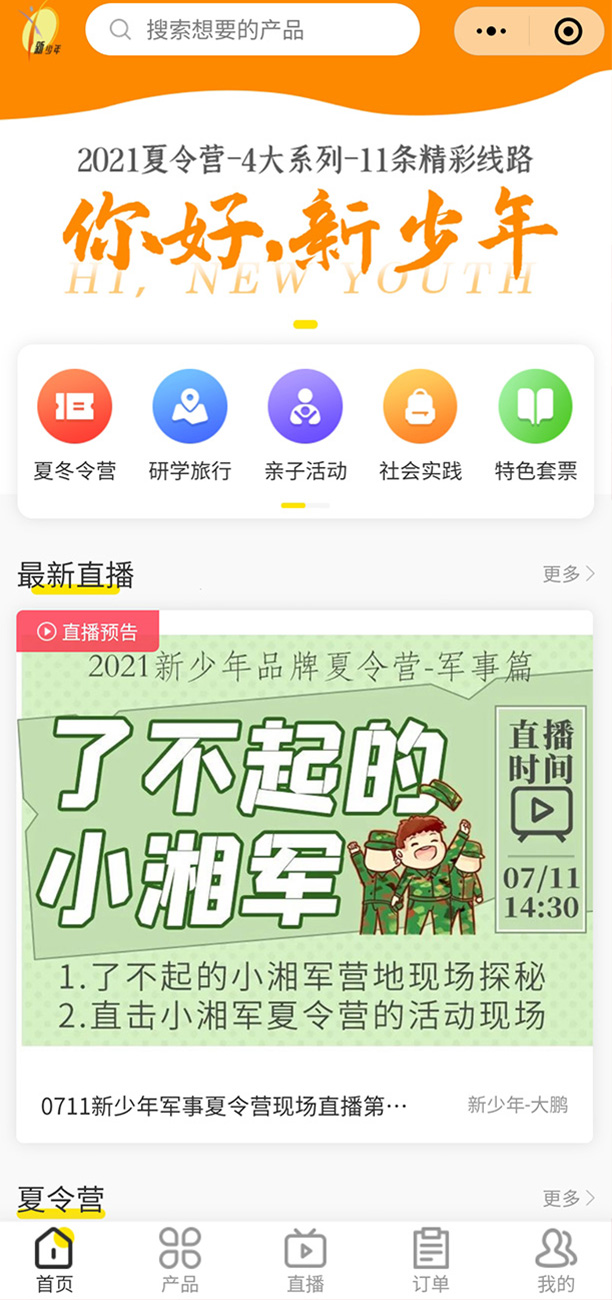 新少年
搜索想要的产品
2021夏令营-4大系列-11条精彩线路
你好,新少年
HI, NEW YOUTH
夏冬令营
研学旅行
亲子活动
社会实践
特色套票
最新直播
更多
直播预告
2021新少年品牌夏令营-军事篇
了不起的
小湘军
直播
时间
07/11
14:30
1.了不起的小湘军营地现场探秘
2.直击小湘军夏令营的活动现场
0711新少年军事夏令营现场直播第…
新少年-大鹏
夏令营
更多
首页
产品
直播
订单
我的